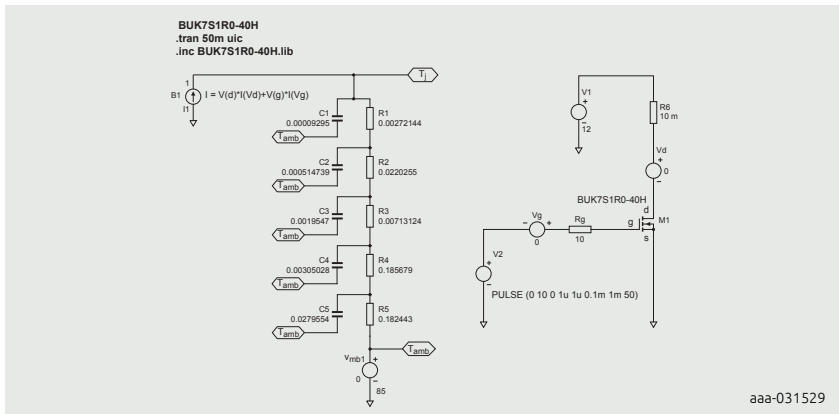 BUK7S1R0-40H
.tran 50m uic
.inc BUK7S1R0-40H.lib
Tj
1
B1
I = V(d)*I(Vd)+V(g)*I(Vg)
I1
C1
0.00009295
R1
0.00272144
Tamb
C2
0.000514739
R2
0.0220255
Tamb
C3
0.0019547
R3
0.00713124
Tamb
C4
0.00305028
R4
0.185679
Tamb
C5
0.0279554
R5
0.182443
Tamb
Tamb
vmb1
+
0
−
85
V1
+
−
12
R6
10 m
Vd
+
0
−
BUK7S1R0-40H
d
g
M1
s
Vg
−
+
0
Rg
10
V2
+
−
PULSE (0 10 0 1u 1u 0.1m 1m 50)
aaa-031529